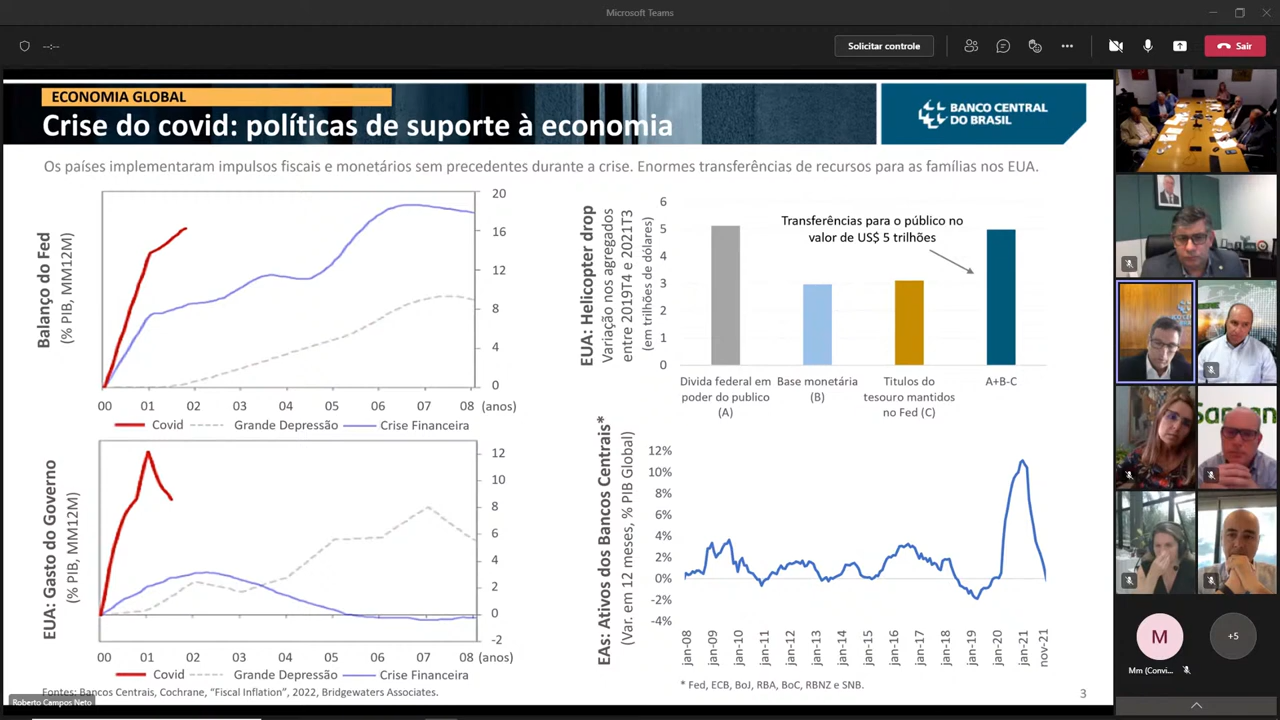 Microsoft Teams
--:--
Solicitar controle
Sair
ECONOMIA GLOBAL
Crise do covid: políticas de suporte à economia
BANCO CENTRAL
DO BRASIL
Os países implementaram impulsos fiscais e monetários sem precedentes durante a crise. Enormes transferências de recursos para as famílias nos EUA.
Balanço do Fed
(% PIB, MM12M)
20
16
12
8
4
0
00 01 02 03 04 05 06 07 08 (anos)
Covid Grande Depressão Crise Financeira
EUA: Helicopter drop
Variação nos agregados
entre 2019T4 e 2021T3
(em trilhões de dólares)
6
5
4
3
2
1
0
Transferências para o público no
valor de US$ 5 trilhões
Divida federal em
poder do publico
(A)
Base monetária
(B)
Titulos do
tesouro mantidos
no Fed (C)
A+B-C
EUA: Gasto do Governo
(% PIB, MM12M)
12
10
8
6
4
2
0
-2
00 01 02 03 04 05 06 07 08 (anos)
Covid Grande Depressão Crise Financeira
EAs: Ativos dos Bancos Centrais*
(Var. em 12 meses, % PIB Global)
12%
10%
8%
6%
4%
2%
0%
-2%
-4%
jan-08 jan-09 jan-10 jan-11 jan-12 jan-13 jan-14 jan-15 jan-16 jan-17 jan-18 jan-19 jan-20 jan-21 nov-21
* Fed, ECB, BoJ, RBA, BoC, RBNZ e SNB.
Fontes: Bancos Centrais, Cochrane, “Fiscal Inflation”, 2022, Bridgewaters Associates.
3
Roberto Campos Neto
M
+5
Mm (Convi...